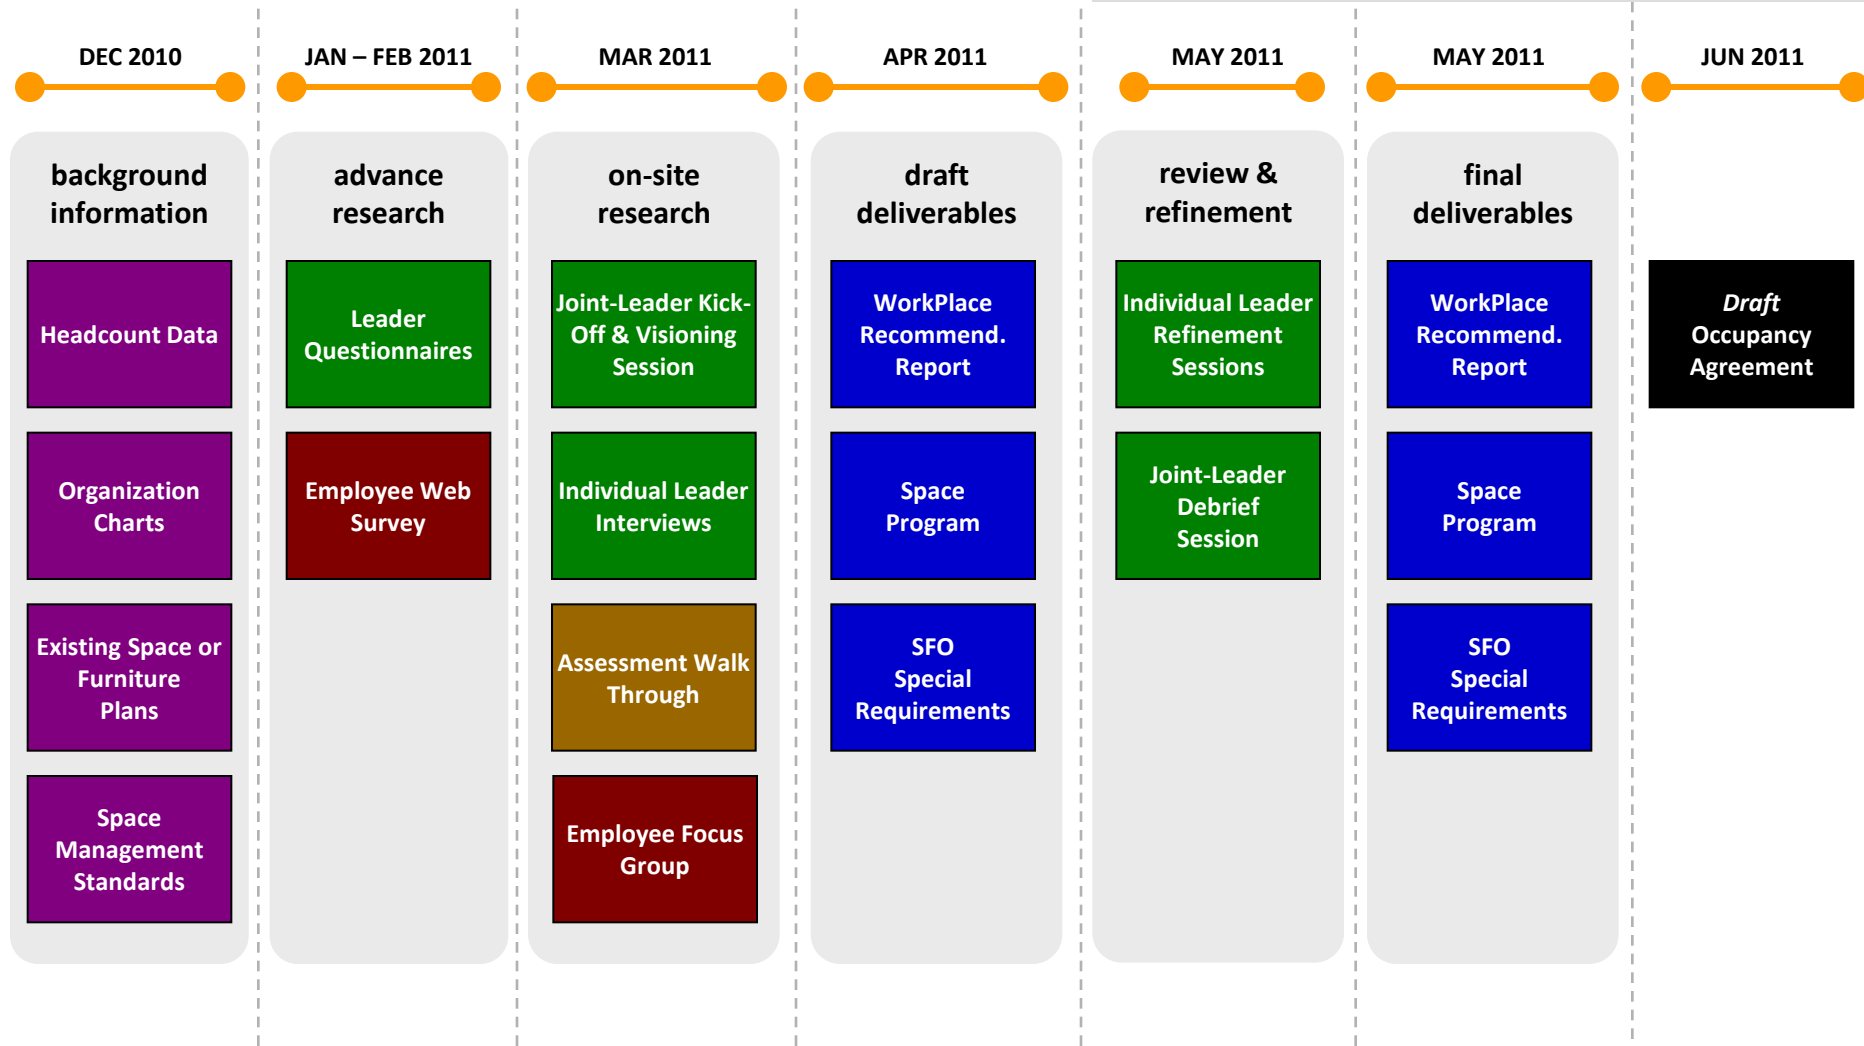 DEC 2010
JAN – FEB 2011
MAR 2011
APR 2011
MAY 2011
MAY 2011
JUN 2011
background
information
Headcount Data
Organization
Charts
Existing Space or
Furniture
Plans
Space
Management
Standards
advance
research
Leader
Questionnaires
Employee Web
Survey
on-site
research
Joint-Leader Kick-
Off & Visioning
Session
Individual Leader
Interviews
Assessment Walk
Through
Employee Focus
Group
draft
deliverables
WorkPlace
Recommend.
Report
Space
Program
SFO
Special
Requirements
review &
refinement
Individual Leader
Refinement
Sessions
Joint-Leader
Debrief
Session
final
deliverables
WorkPlace
Recommend.
Report
Space
Program
SFO
Special
Requirements
Draft
Occupancy
Agreement